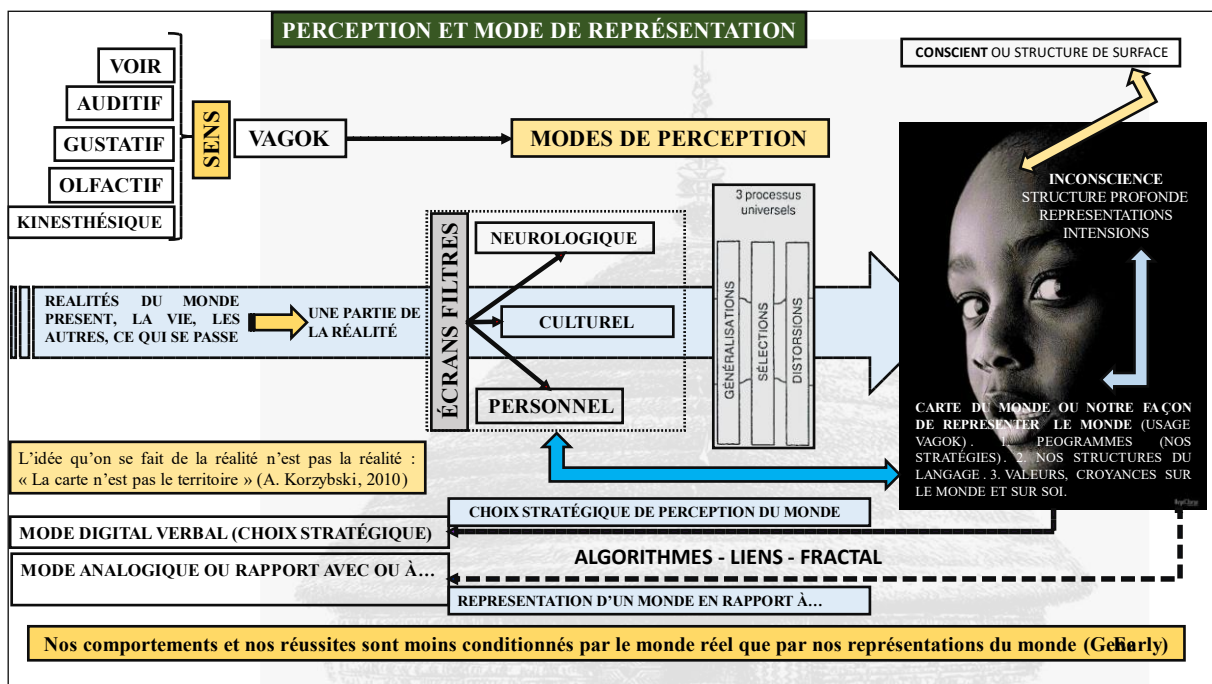 PERCEPTION ET MODE DE REPRÉSENTATION
CONSCIENT OU STRUCTURE DE SURFACE
VOIR
AUDITIF
GUSTATIF
OLFACTIF
KINESTHÉSIQUE
SENS
VAGOK
MODES DE PERCEPTION
INCONSCIENCE
STRUCTURE PROFONDE
REPRESENTATIONS
INTENSIONS
3 processus
universels
GÉNÉRALISATIONS
SÉLECTIONS
DISTORSIONS
ÉCRANS FILTRES
NEUROLOGIQUE
CULTUREL
PERSONNEL
REALITÉS DU MONDE
PRESENT, LA VIE, LES
AUTRES, CE QUI SE PASSE
UNE PARTIE DE
LA RÉALITÉ
CARTE DU MONDE OU NOTRE FAÇON
DE REPRESENTER LE MONDE (USAGE
VAGOK). 1. PEOGRAMMES (NOS
STRATÉGIES). 2. NOS STRUCTURES DU
LANGAGE. 3. VALEURS, CROYANCES SUR
LE MONDE ET SUR SOI.
L'idée qu'on se fait de la réalité n'est pas la réalité :
« La carte n'est pas le territoire » (A. Korzybski, 2010)
CHOIX STRATÉGIQUE DE PERCEPTION DU MONDE
MODE DIGITAL VERBAL (CHOIX STRATÉGIQUE)
ALGORITHMES - LIENS - FRACTAL
MODE ANALOGIQUE OU RAPPORT AVEC OU À…
REPRESENTATION D'UN MONDE EN RAPPORT À…
Nos comportements et nos réussites sont moins conditionnés par le monde réel que par nos représentations du monde (Gene Early)